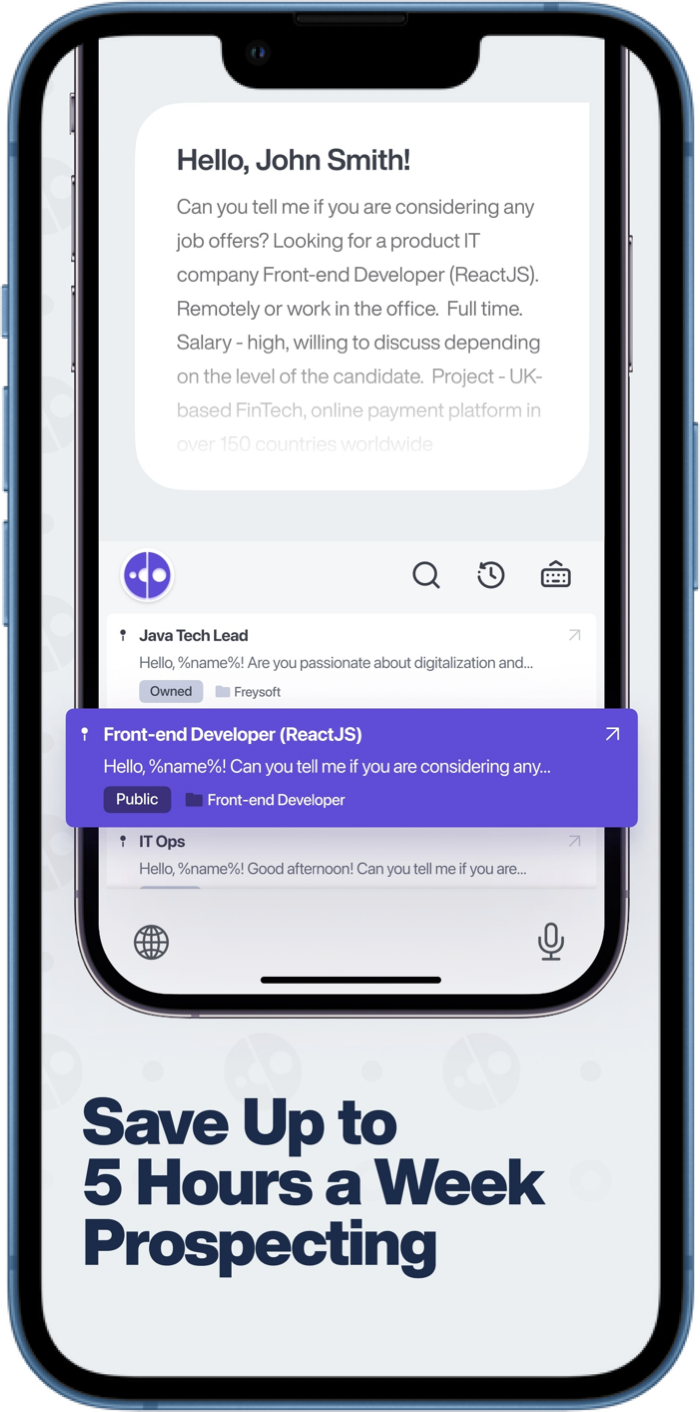 Hello, John Smith!
Can you tell me if you are considering any
job offers? Looking for a product IT
company Front-end Developer (ReactJS).
Remotely or work in the office.  Full time.
Salary - high, willing to discuss depending
on the level of the candidate.  Project - UK-
based FinTech, online payment platform in
over 150 countries worldwide
Java Tech Lead
Hello, %name%! Are you passionate about digitalization and...
Owned Freysoft
Front-end Developer (ReactJS)
Hello, %name%! Can you tell me if you are considering any...
Public Front-end Developer
IT Ops
Hello, %name%! Good afternoon! Can you tell me if you are...
Save Up to
5 Hours a Week
Prospecting